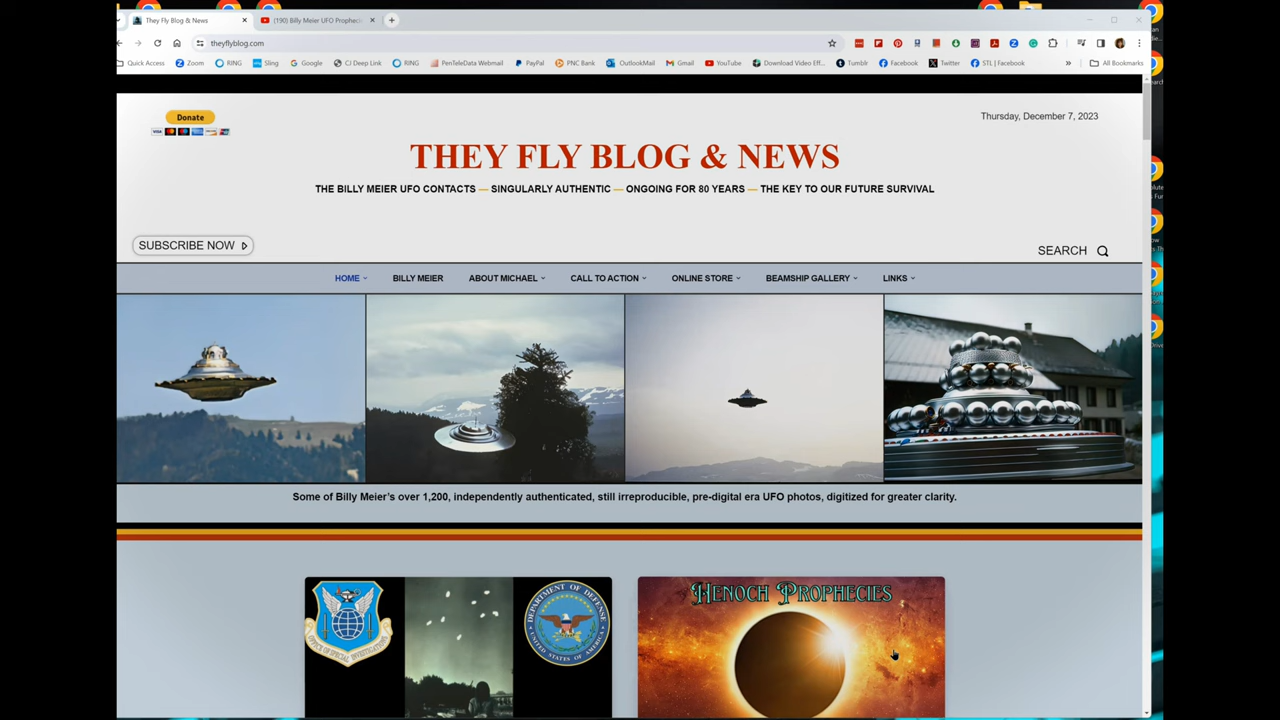 They Fly Blog & News
(190) Billy Meier UFO Prophecie
theyflyblog.com
Quick Access Zoom RING Sling Google CJ Deep Link RING PenTeleData Webmail PayPal PNC Bank OutlookMail Gmail YouTube Download Video Eff... Tumblr Facebook Twitter STL | Facebook » All Bookmarks
Donate
Thursday, December 7, 2023
THEY FLY BLOG & NEWS
THE BILLY MEIER UFO CONTACTS — SINGULARLY AUTHENTIC — ONGOING FOR 80 YEARS — THE KEY TO OUR FUTURE SURVIVAL
SUBSCRIBE NOW
SEARCH
HOME BILLY MEIER ABOUT MICHAEL CALL TO ACTION ONLINE STORE BEAMSHIP GALLERY LINKS
Some of Billy Meier's over 1,200, independently authenticated, still irreproducible, pre-digital era UFO photos, digitized for greater clarity.
OFFICE OF SPECIAL INVESTIGATIONS
DEPARTMENT OF DEFENSE
UNITED STATES OF AMERICA
HENOCH PROPHECIES